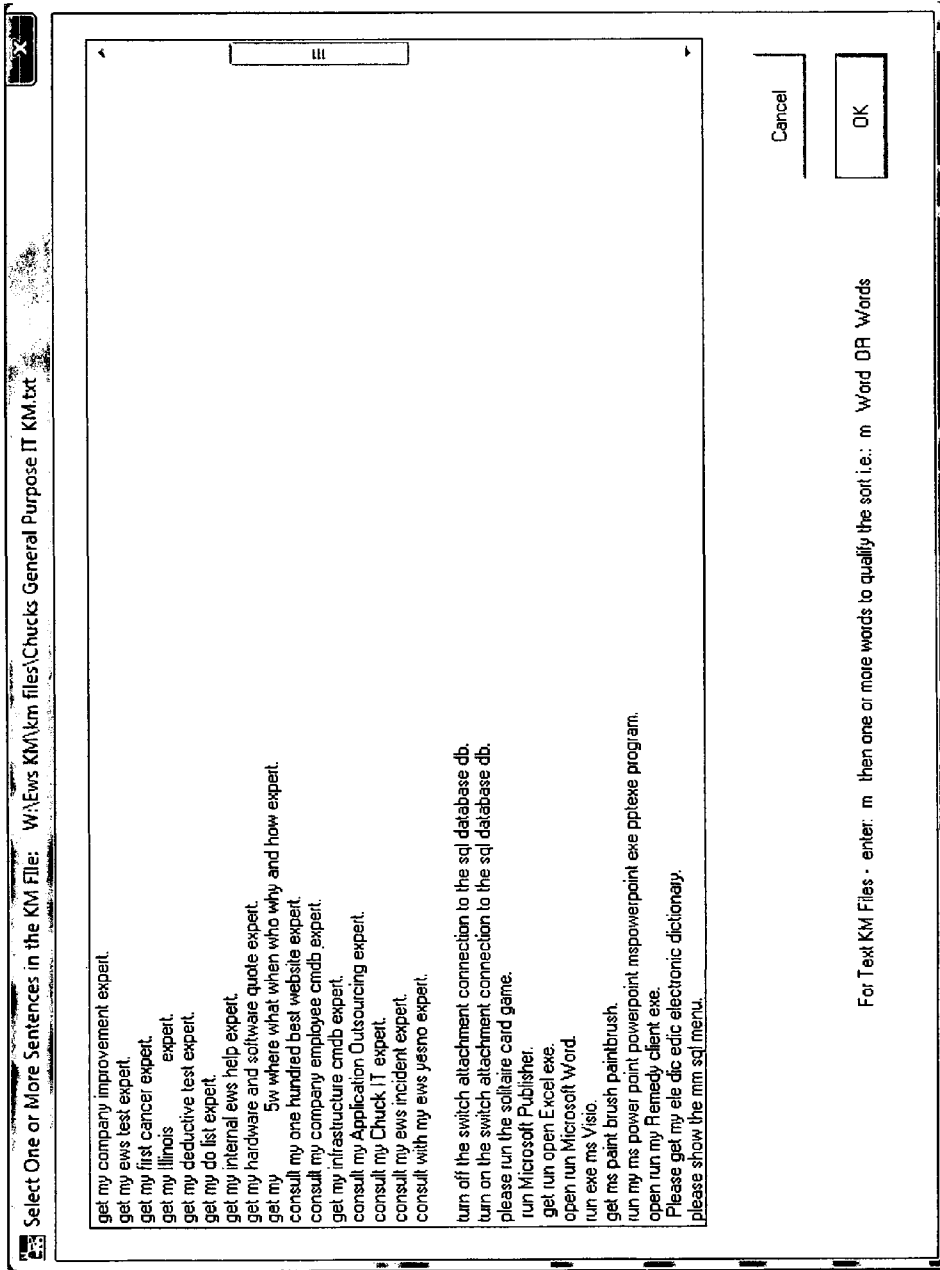 Select One or More Sentences in the KM FIle: W:\Ews KM\km files\Chucks General Purpose IT KM.txt
X
get my company improvement expert.
get my ews test expert.
get my first cancer expert.
get my Illinois expert.
get my deductive test expert.
get my do list expert.
get my internal ews help expert.
get my hardware and software quote expert.
get my 5w where what when who why and how expert.
consult my one hundred best website expert.
consult my company employee cmdb expert.
get my infrastructure cmdb expert.
consult my Application Outsourcing expert.
consult my Chuck IT expert.
consult my ews incident expert.
consult with my ews yesno expert.
turn off the switch attachment connection to the sql database db.
turn on the switch attachment connection to the sql database db.
please run the solitaire card game.
run Microsoft Publisher.
get run open Excel exe.
open run Microsoft Word.
run exe ms Visio.
get ms paint brush paintbrush.
run my ms power point powerpoint mspowerpoint exe pptexe program.
open run my Remedy client exe.
Please get my ele dic edic electronic dictionary.
please show the mm sql menu.
Cancel
OK
For Text KM Files - enter: m then one or more words to qualify the sort i.e.: m Word OR Words